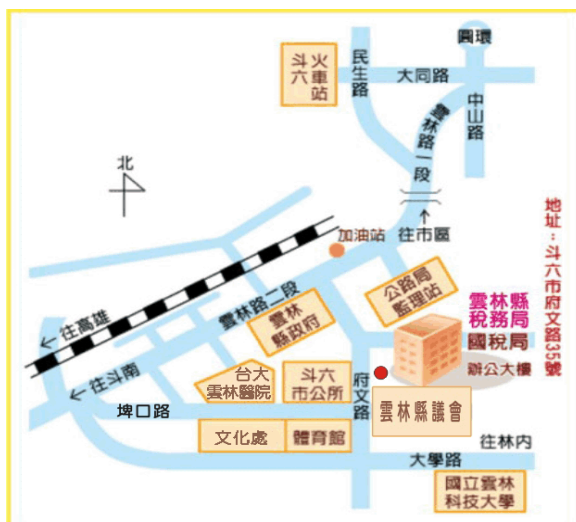 圓環
斗六
火車站
民生路
大同路
中山路
雲林路一段
北
加油站
往市區
地址：斗六市府文路35號
公路局
監理站
雲林縣
稅務局
國稅局
辦公大樓
往高雄
雲林路二段
雲林
縣政府
往斗南
台大
雲林醫院
斗六
市公所
府文路
雲林縣議會
埤口路
文化處
體育館
往林內
大學路
國立雲林
科技大學